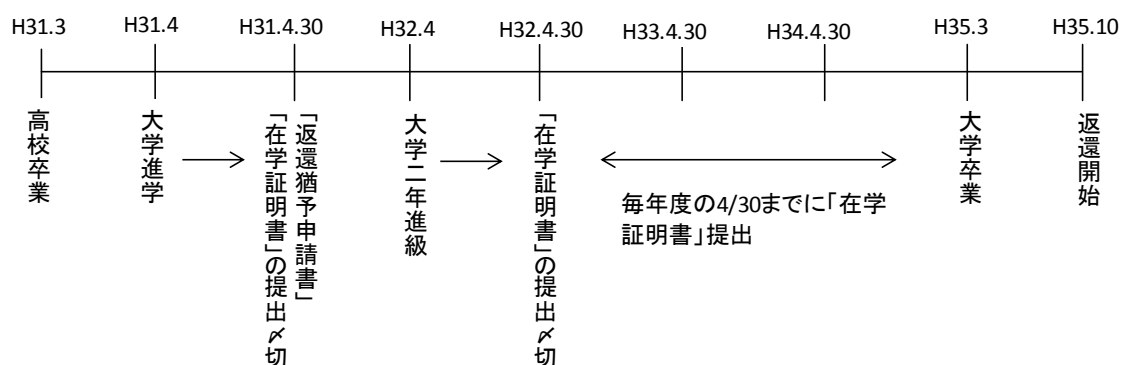 H31.3
H31.4
H31.4.30
H32.4
H32.4.30
H33.4.30
H34.4.30
H35.3
H35.10
高校卒業
大学進学
「返還猶予申請書」
「在学証明書」の提出〆切
大学二年進級
「在学証明書」の提出〆切
毎年度の4/30までに「在学
証明書」提出
大学卒業
返還開始